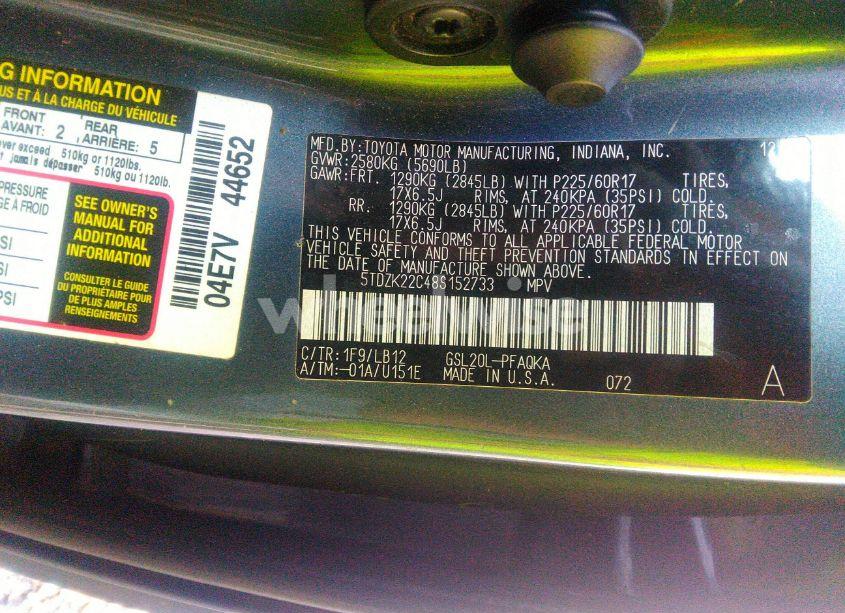 G INFORMATION
US ET À LA CHARGE DU VÉHICULE
FRONT
AVANT: 2
REAR
ARRIÈRE: 5
ever exceed 510kg or 1120lbs.
t jamais dépasser 510kg ou 1120lb.
PRESSURE
GE À FROID
SI
SI
PSI
SEE OWNER'S
MANUAL FOR
ADDITIONAL
INFORMATION
CONSULTER LE GUIDE
DU PROPRIÉTAIRE POUR
DE PLUS AMPLES
RENSEIGNEMENTS
04E7V 44652
MFD.BY:TOYOTA MOTOR MANUFACTURING, INDIANA, INC. 12
GVWR:2580KG (5690LB)
GAWR:FRT. 1290KG (2845LB) WITH P225/60R17 TIRES,
17X6.5J RIMS, AT 240KPA (35PSI) COLD.
RR. 1290KG (2845LB) WITH P225/60R17 TIRES,
17X6.5J RIMS, AT 240KPA (35PSI) COLD.
THIS VEHICLE CONFORMS TO ALL APPLICABLE FEDERAL MOTOR
VEHICLE SAFETY AND THEFT PREVENTION STANDARDS IN EFFECT ON
THE DATE OF MANUFACTURE SHOWN ABOVE.
5TDZK22C48S152733 MPV
wheelwise
C/TR: 1F9/LB12 GSL20L-PFAQKA
A/TM:-01A/U151E MADE IN U.S.A. 072 A